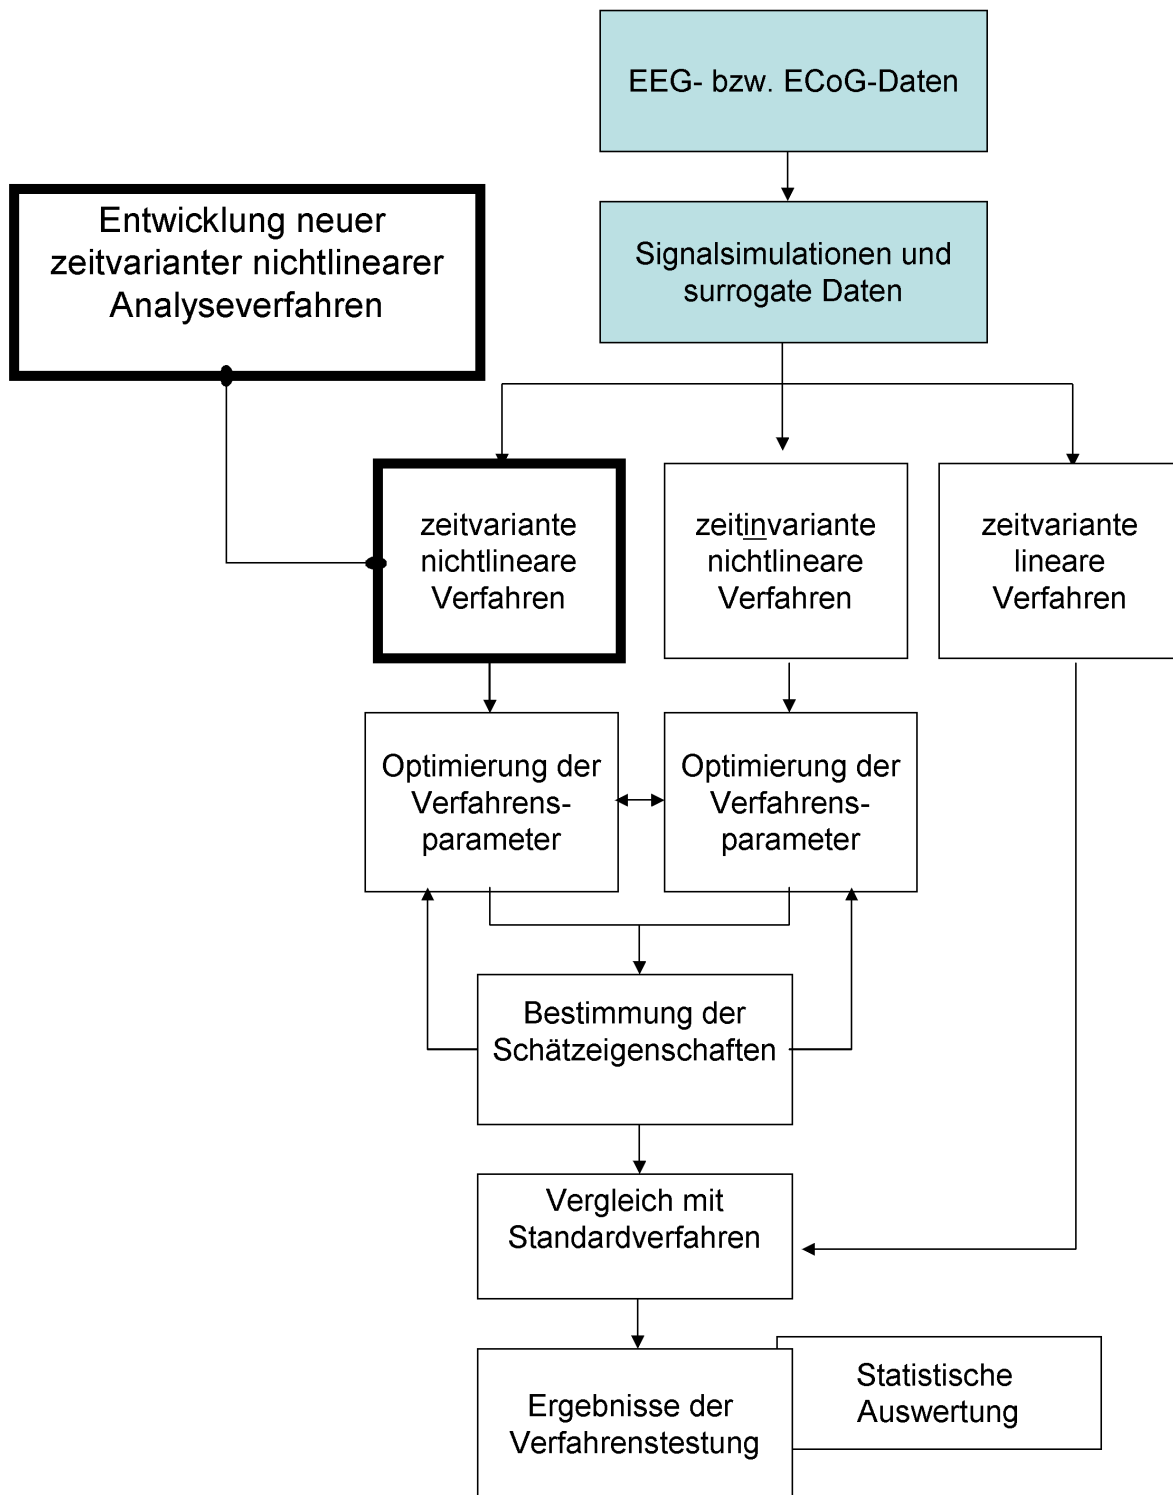 EEG- bzw. ECoG-Daten
Entwicklung neuer
zeitvarianter nichtlinearer
Analyseverfahren
Signalsimulationen und
surrogate Daten
zeitvariante
nichtlineare
Verfahren
zeitinvariante
nichtlineare
Verfahren
zeitvariante
lineare
Verfahren
Optimierung der
Verfahrens-
parameter
Optimierung der
Verfahrens-
parameter
Bestimmung der
Schätzeigenschaften
Vergleich mit
Standardverfahren
Ergebnisse der
Verfahrenstestung
Statistische
Auswertung